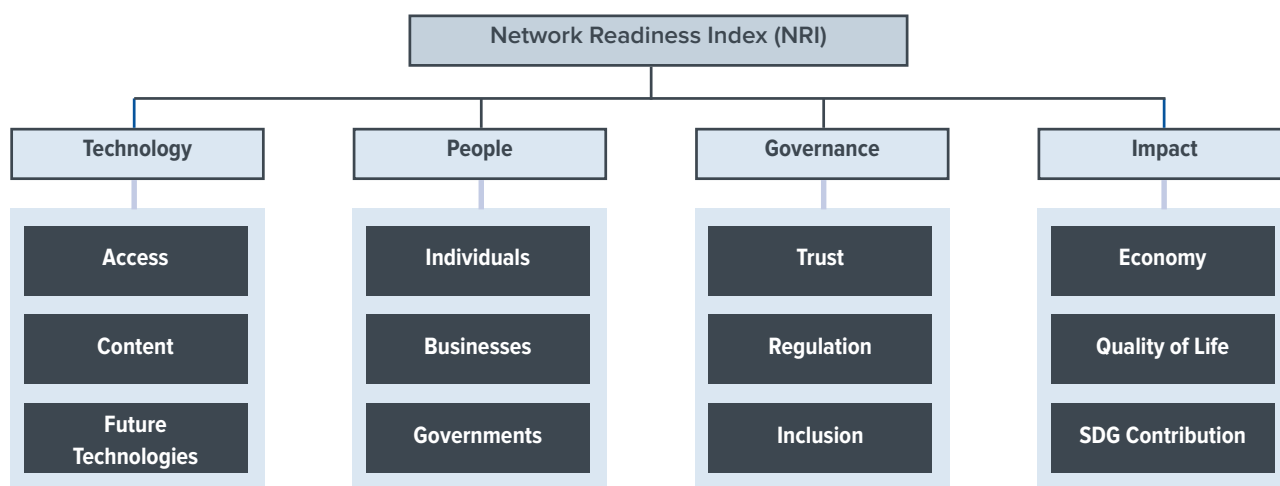 Network Readiness Index (NRI)
Technology
People
Governance
Impact
Access
Individuals
Trust
Economy
Content
Businesses
Regulation
Quality of Life
Future
Technologies
Governments
Inclusion
SDG Contribution